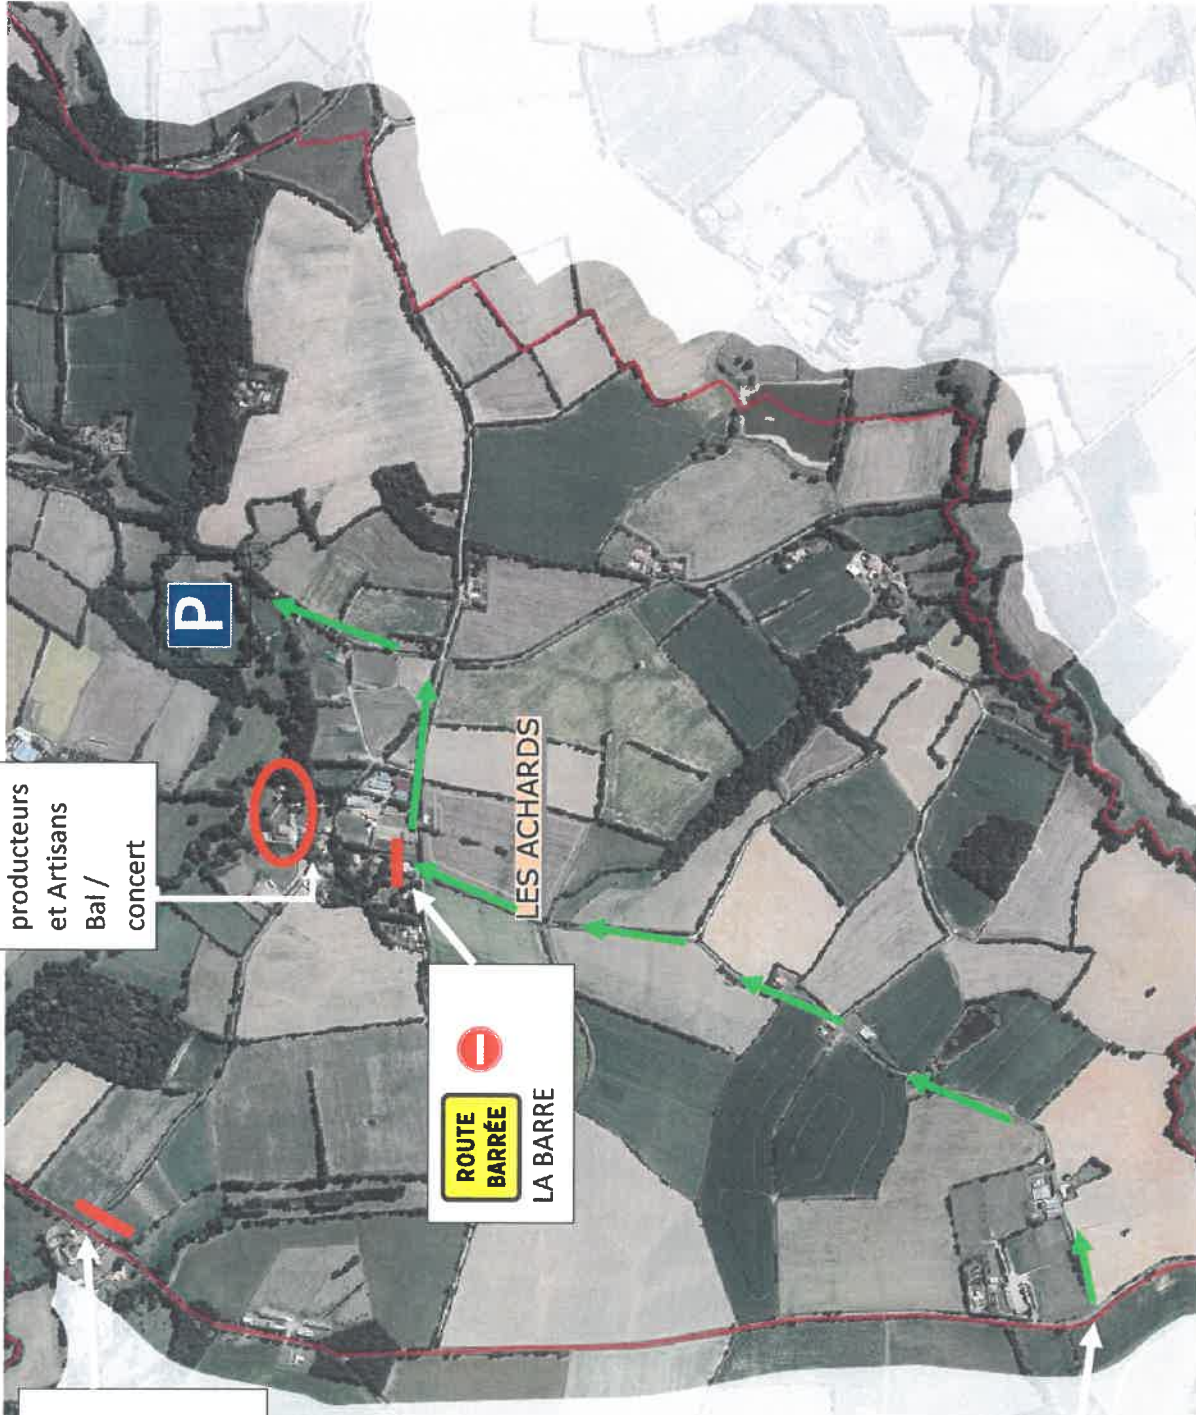 producteurs
et Artisans
Bal /
concert
P
LES ACHARDS
ROUTE
BARRÉE
LA BARRE